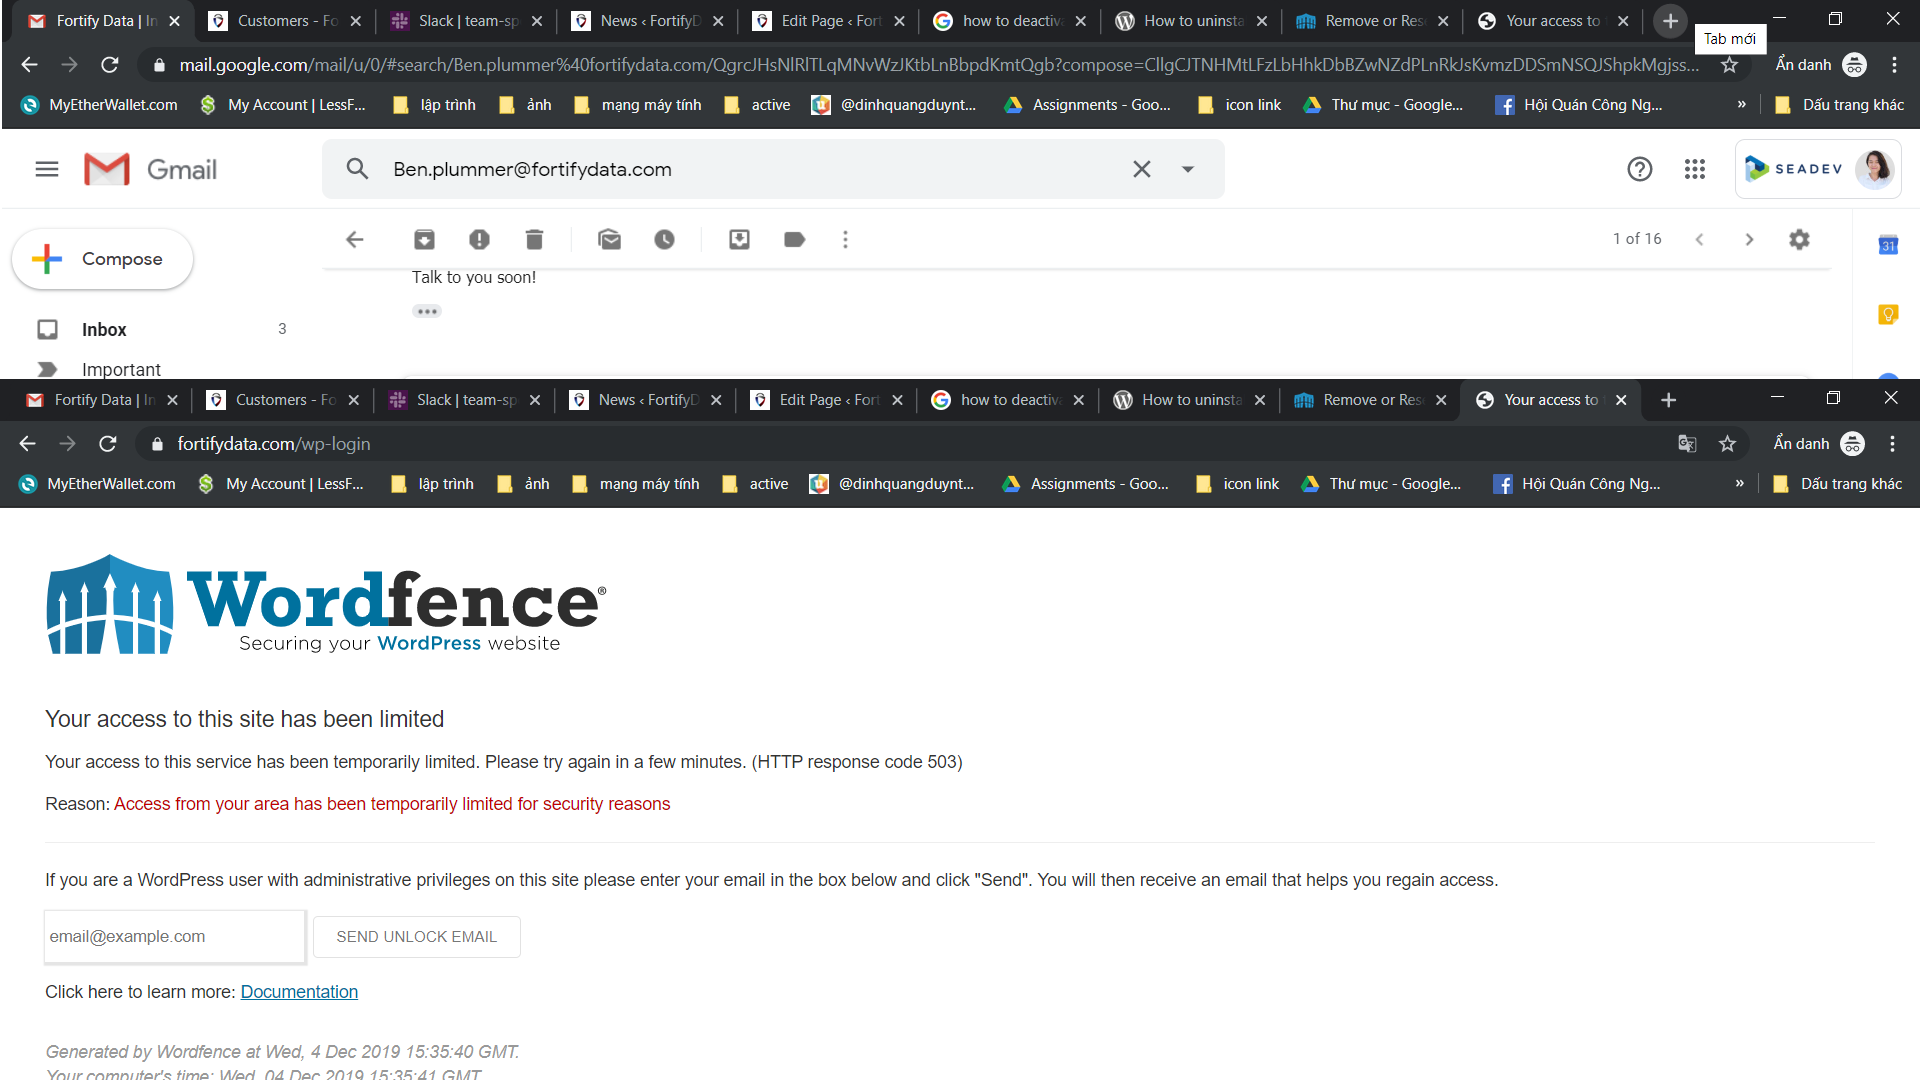 Fortify Data | In
Customers - Fo
Slack | team-sp
News ‹ FortifyD
Edit Page ‹ Fort
how to deactiva
How to uninsta
Remove or Res
Your access to
Tab mới
mail.google.com/mail/u/0/#search/Ben.plummer%40fortifydata.com/QgrcJHsNlRlTLqMNvWzJKtbLnBbpdKmtQgb?compose=CllgCJTNHMtLFzLbHhkDbBZwNZdPLnRkJsKvmzDDSmNSQJShpkMgjss...
Ẩn danh
MyEtherWallet.com
My Account | LessF...
lập trình
ảnh
mạng máy tính
active
@dinhquangduynt...
Assignments - Goo...
icon link
Thư mục - Google...
Hội Quán Công Ng...
»
Dấu trang khác
Gmail
Ben.plummer@fortifydata.com
SEADEV
Compose
1 of 16
31
Talk to you soon!
Inbox 3
Important
Fortify Data | In
Customers - Fo
Slack | team-sp
News ‹ FortifyD
Edit Page ‹ Fort
how to deactiva
How to uninsta
Remove or Res
Your access to
fortifydata.com/wp-login
Ẩn danh
MyEtherWallet.com
My Account | LessF...
lập trình
ảnh
mạng máy tính
active
@dinhquangduynt...
Assignments - Goo...
icon link
Thư mục - Google...
Hội Quán Công Ng...
»
Dấu trang khác
Wordfence®
Securing your WordPress website
Your access to this site has been limited
Your access to this service has been temporarily limited. Please try again in a few minutes. (HTTP response code 503)
Reason: Access from your area has been temporarily limited for security reasons
If you are a WordPress user with administrative privileges on this site please enter your email in the box below and click "Send". You will then receive an email that helps you regain access.
email@example.com
SEND UNLOCK EMAIL
Click here to learn more: Documentation
Generated by Wordfence at Wed, 4 Dec 2019 15:35:40 GMT.
Your computer's time: Wed, 04 Dec 2019 15:35:41 GMT.